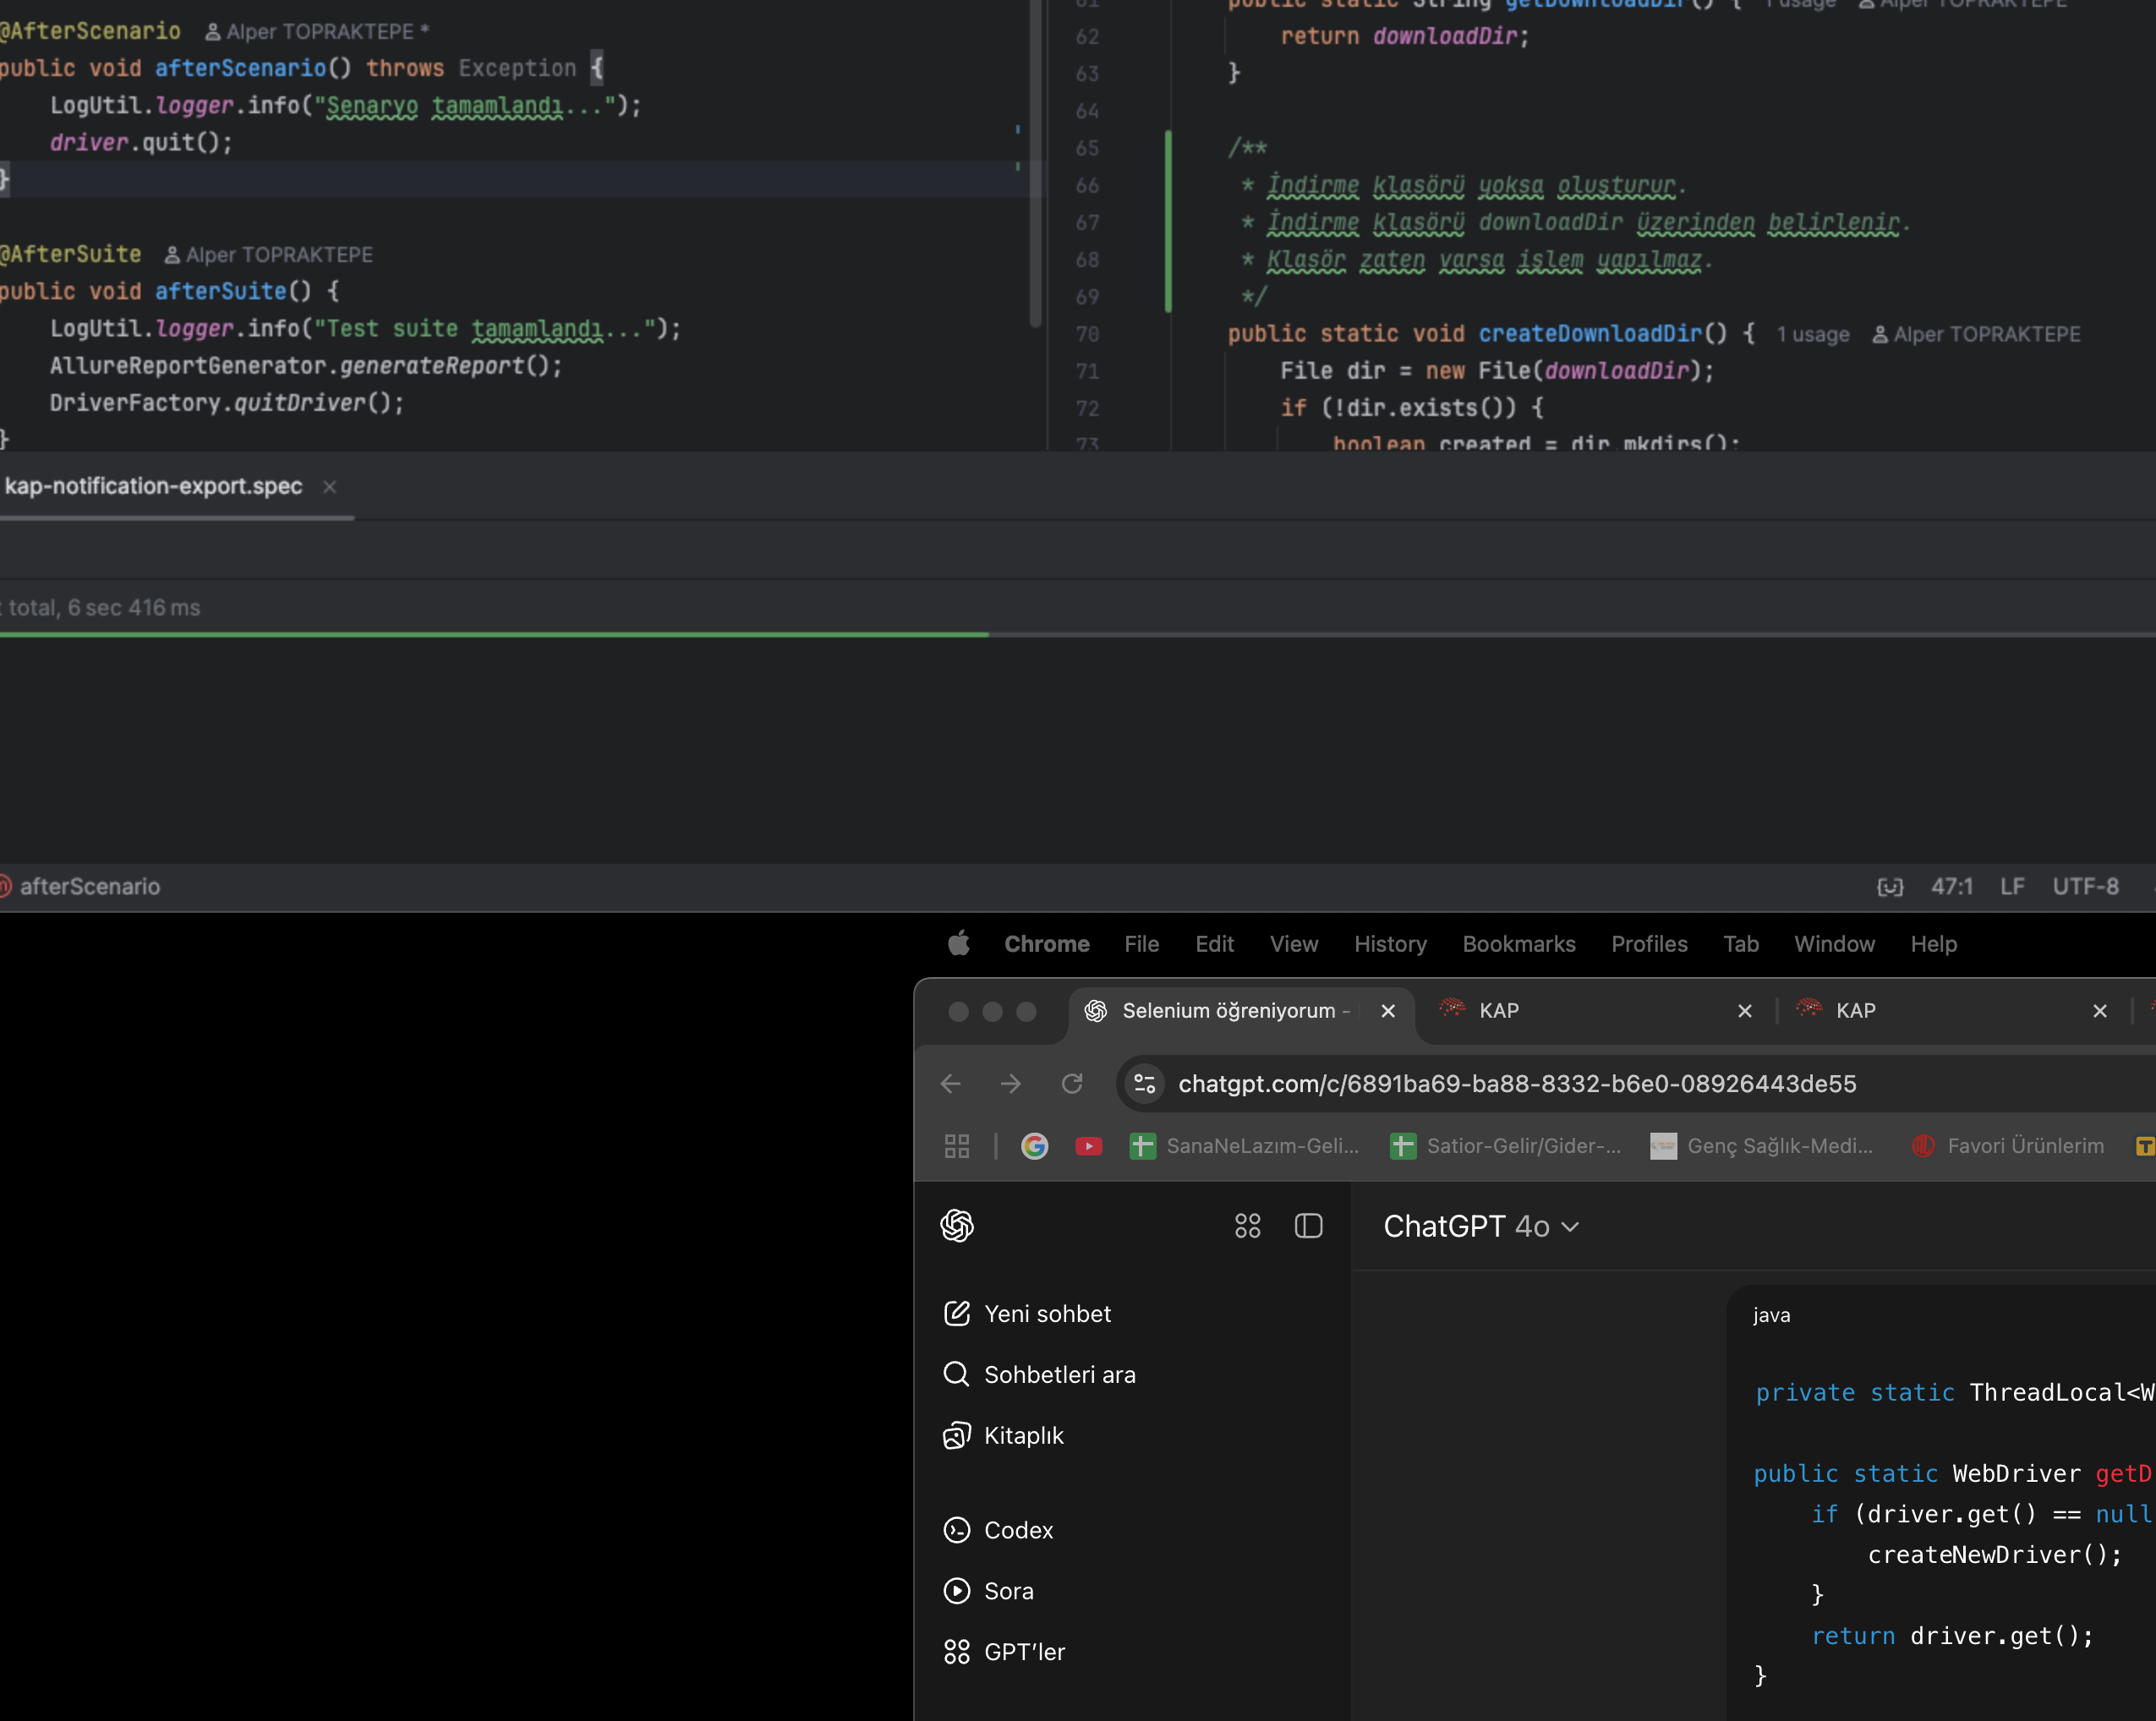 @AfterScenario Alper TOPRAKTEPE *
public void afterScenario() throws Exception {
LogUtil.logger.info("Senaryo tamamlandı...");
driver.quit();
}
@AfterSuite Alper TOPRAKTEPE
public void afterSuite() {
LogUtil.logger.info("Test suite tamamlandı...");
AllureReportGenerator.generateReport();
DriverFactory.quitDriver();
}
61 public static String getDownloadDir() { 1 usage Alper TOPRAKTEPE
62 return downloadDir;
63 }
64
65 /**
66 * İndirme klasörü yoksa oluşturur.
67 * İndirme klasörü downloadDir üzerinden belirlenir.
68 * Klasör zaten varsa işlem yapılmaz.
69 */
70 public static void createDownloadDir() { 1 usage Alper TOPRAKTEPE
71 File dir = new File(downloadDir);
72 if (!dir.exists()) {
73 boolean created = dir.mkdirs();
kap-notification-export.spec
total, 6 sec 416 ms
afterScenario
47:1 LF UTF-8
Chrome File Edit View History Bookmarks Profiles Tab Window Help
Selenium öğreniyorum - KAP KAP
chatgpt.com/c/6891ba69-ba88-8332-b6e0-08926443de55
SanaNeLazım-Geli... Satior-Gelir/Gider-... Genç Sağlık-Medi... Favori Ürünlerim
ChatGPT 4o
Yeni sohbet
Sohbetleri ara
Kitaplık
Codex
Sora
GPT'ler
java
private static ThreadLocal<W
public static WebDriver getD
if (driver.get() == null
createNewDriver();
}
return driver.get();
}